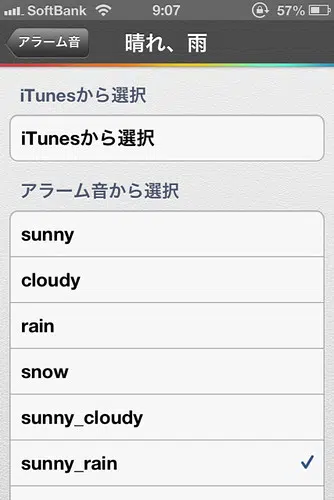 SoftBank 9:07 57%
アラーム音 晴れ、雨
iTunesから選択
iTunesから選択
アラーム音から選択
sunny
cloudy
rain
snow
sunny_cloudy
sunny_rain